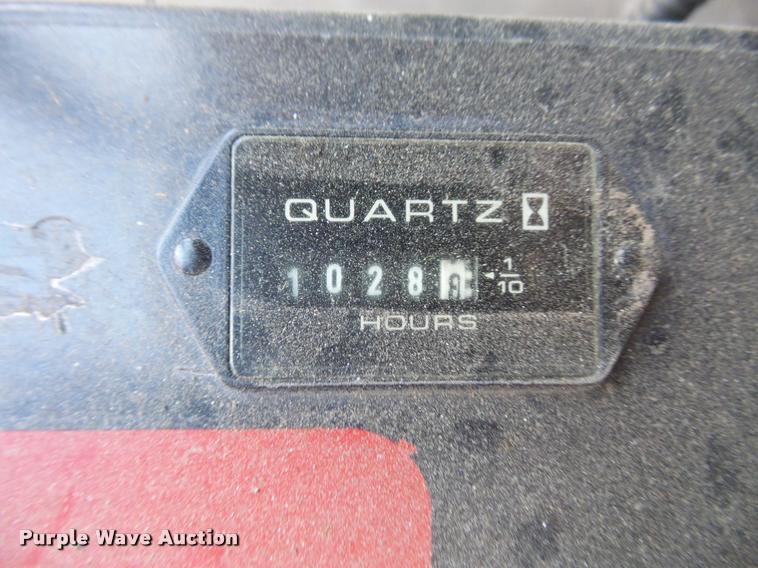 QUARTZ
1028
1/10
HOURS
Purple Wave Auction